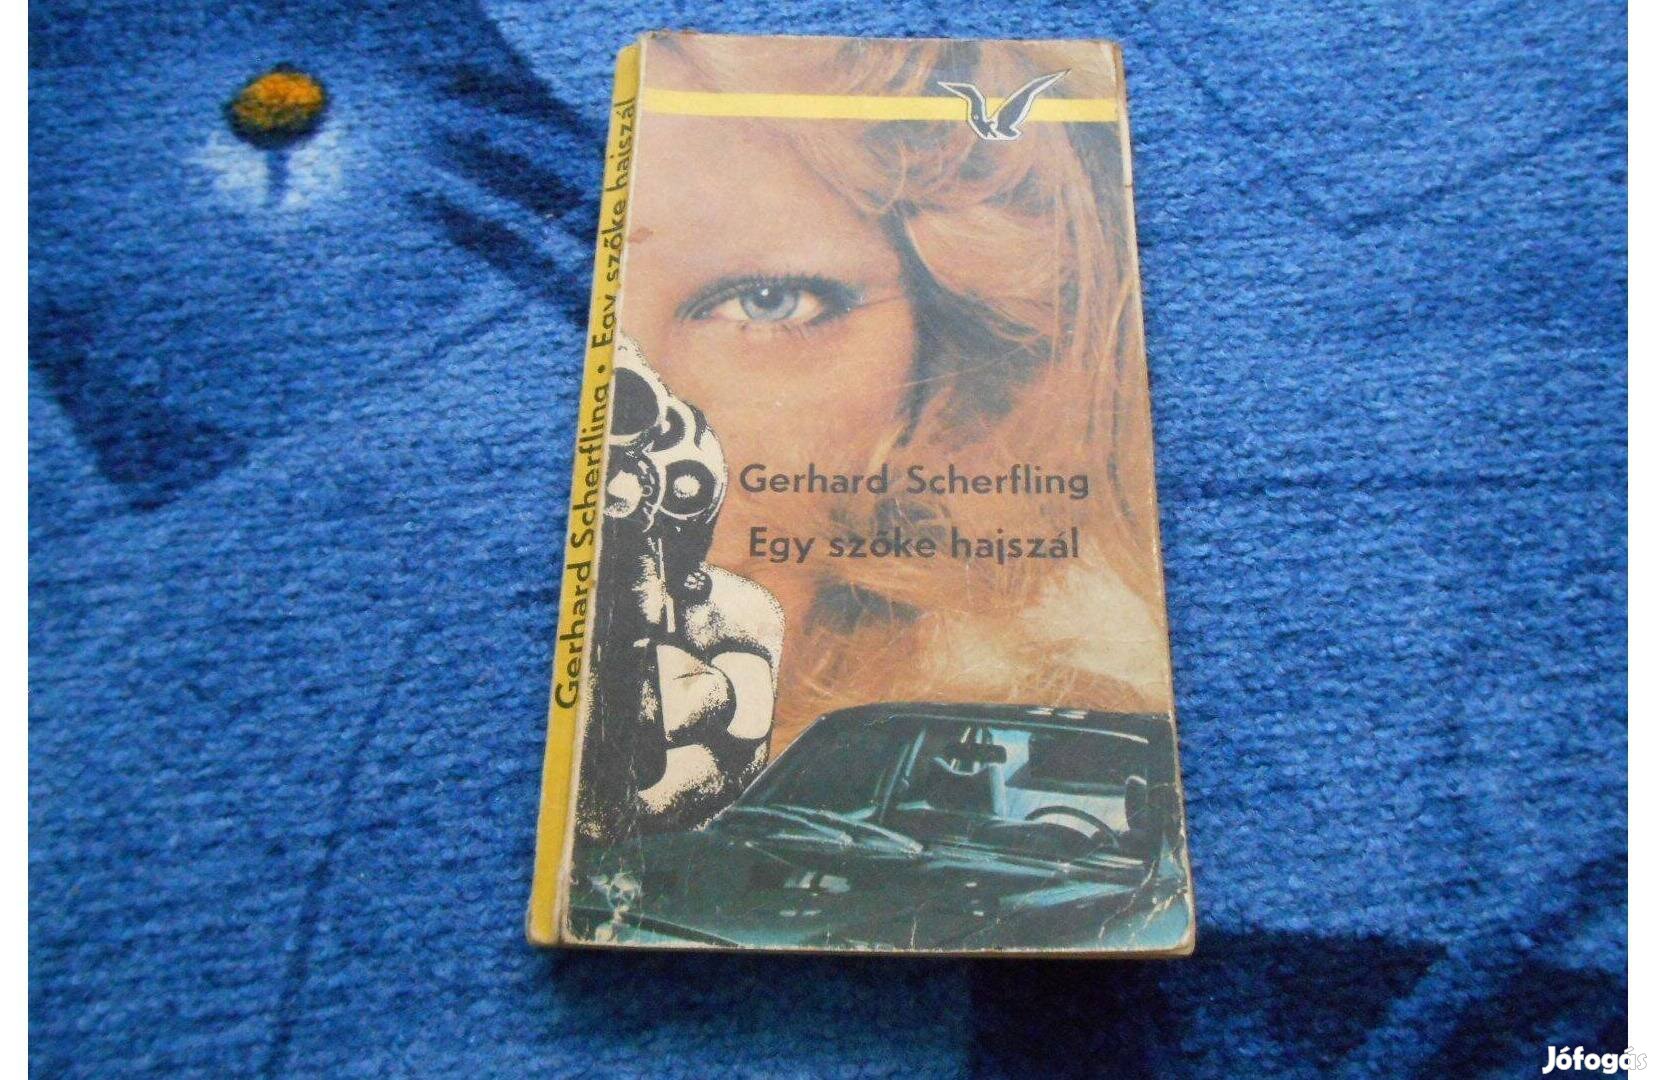 Gerhard Scherfling
Egy szőke hajszál
Gerhard Scherfling • Egy szőke hajszál
Jófogás